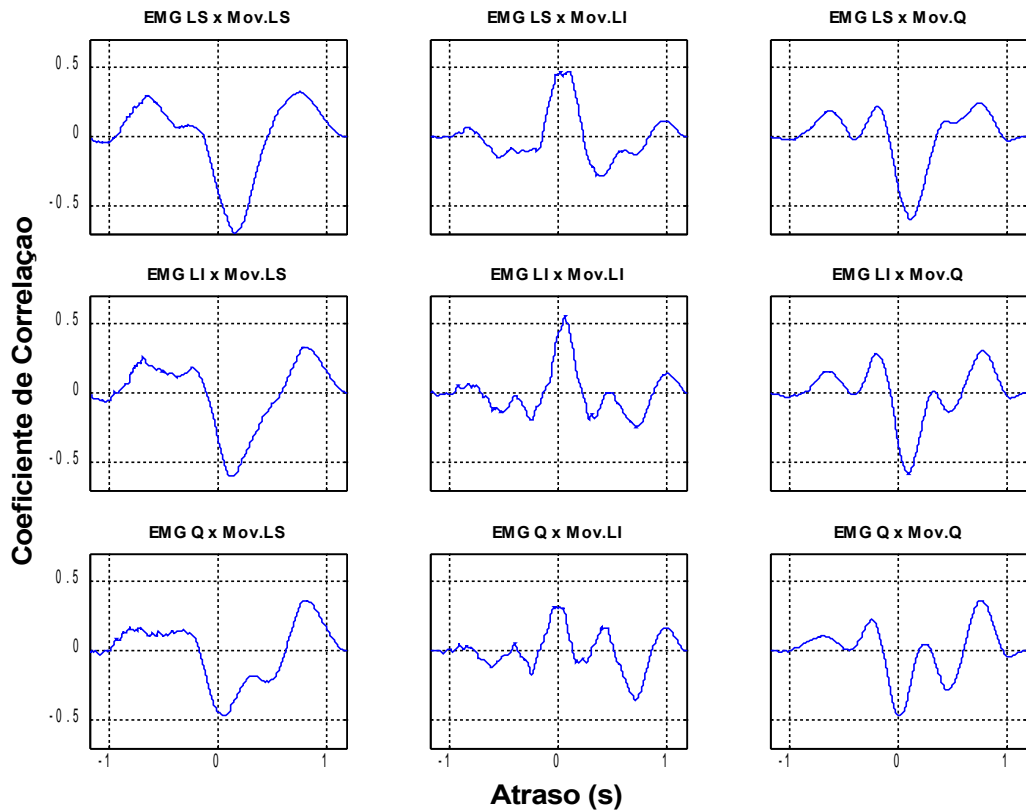 EMG LS x Mov.LS EMG LS x Mov.LI EMG LS x Mov.Q
0.5
0
-0.5
EMG LI x Mov.LS EMG LI x Mov.LI EMG LI x Mov.Q
0.5
0
-0.5
EMG Q x Mov.LS EMG Q x Mov.LI EMG Q x Mov.Q
0.5
0
-0.5
-1 0 1 -1 0 1 -1 0 1
Coeficiente de Correlaçao
Atraso (s)